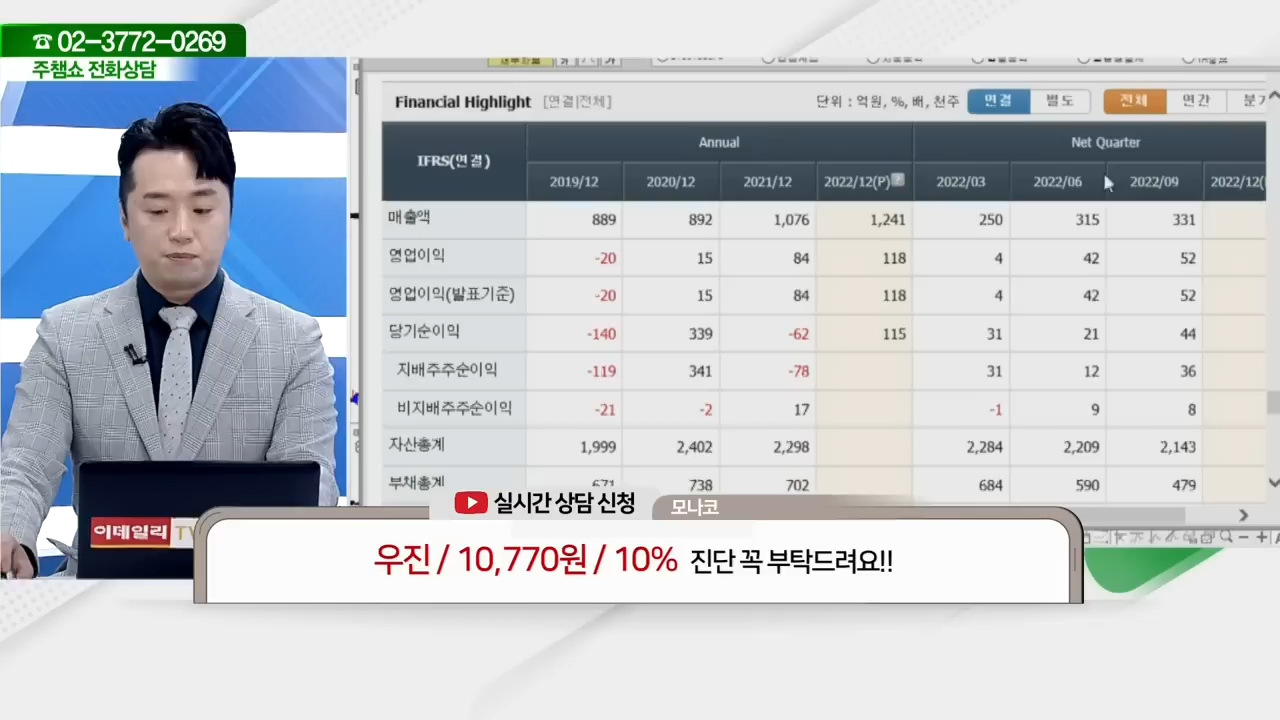 ☎ 02-3772-0269
주챔쇼 전화상담
Financial Highlight [연결|전체]
단위 : 억원, %, 배, 천주 연결 별도 전체 연간
IFRS(연결) Annual Net Quarter
2019/12 2020/12 2021/12 2022/12(P) 2022/03 2022/06 2022/09 2022/12(
매출액 889 892 1,076 1,241 250 315 331
영업이익 -20 15 84 118 4 42 52
영업이익(발표기준) -20 15 84 118 4 42 52
당기순이익 -140 339 -62 115 31 21 44
지배주주순이익 -119 341 -78 31 12 36
비지배주주순이익 -21 -2 17 -1 9 8
자산총계 1,999 2,402 2,298 2,284 2,209 2,143
부채총계 671 738 702 684 590 479
이데일리 TV
실시간 상담 신청 모나코
우진 / 10,770원 / 10% 진단 꼭 부탁드려요!!